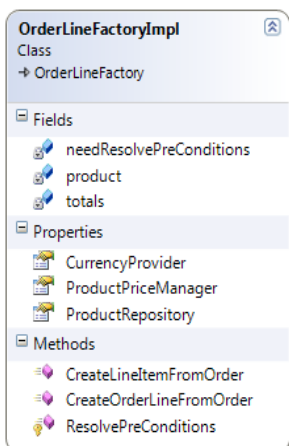 OrderLineFactoryImpl
Class
OrderLineFactory
Fields
needResolvePreConditions
product
totals
Properties
CurrencyProvider
ProductPriceManager
ProductRepository
Methods
CreateLineItemFromOrder
CreateOrderLineFromOrder
ResolvePreConditions